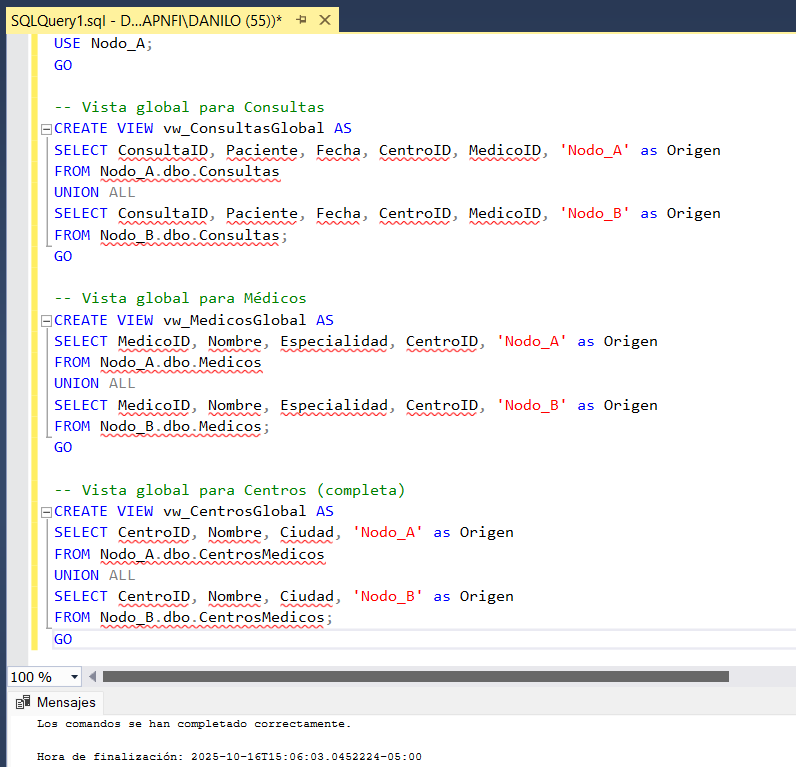 SQLQuery1.sql - D...APNFI\DANILO (55))*
USE Nodo_A;
GO
-- Vista global para Consultas
CREATE VIEW vw_ConsultasGlobal AS
SELECT ConsultaID, Paciente, Fecha, CentroID, MedicoID, 'Nodo_A' as Origen
FROM Nodo_A.dbo.Consultas
UNION ALL
SELECT ConsultaID, Paciente, Fecha, CentroID, MedicoID, 'Nodo_B' as Origen
FROM Nodo_B.dbo.Consultas;
GO
-- Vista global para Médicos
CREATE VIEW vw_MedicosGlobal AS
SELECT MedicoID, Nombre, Especialidad, CentroID, 'Nodo_A' as Origen
FROM Nodo_A.dbo.Medicos
UNION ALL
SELECT MedicoID, Nombre, Especialidad, CentroID, 'Nodo_B' as Origen
FROM Nodo_B.dbo.Medicos;
GO
-- Vista global para Centros (completa)
CREATE VIEW vw_CentrosGlobal AS
SELECT CentroID, Nombre, Ciudad, 'Nodo_A' as Origen
FROM Nodo_A.dbo.CentrosMedicos
UNION ALL
SELECT CentroID, Nombre, Ciudad, 'Nodo_B' as Origen
FROM Nodo_B.dbo.CentrosMedicos;
GO
100 %
Mensajes
Los comandos se han completado correctamente.
Hora de finalización: 2025-10-16T15:06:03.0452224-05:00